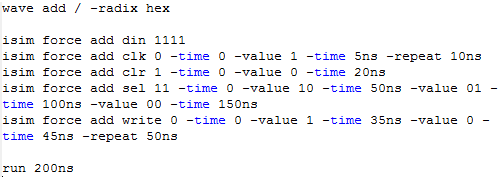 wave add / -radix hex
isim force add din 1111
isim force add clk 0 -time 0 -value 1 -time 5ns -repeat 10ns
isim force add clr 1 -time 0 -value 0 -time 20ns
isim force add sel 11 -time 0 -value 10 -time 50ns -value 01 -
time 100ns -value 00 -time 150ns
isim force add write 0 -time 0 -value 1 -time 35ns -value 0 -
time 45ns -repeat 50ns
run 200ns